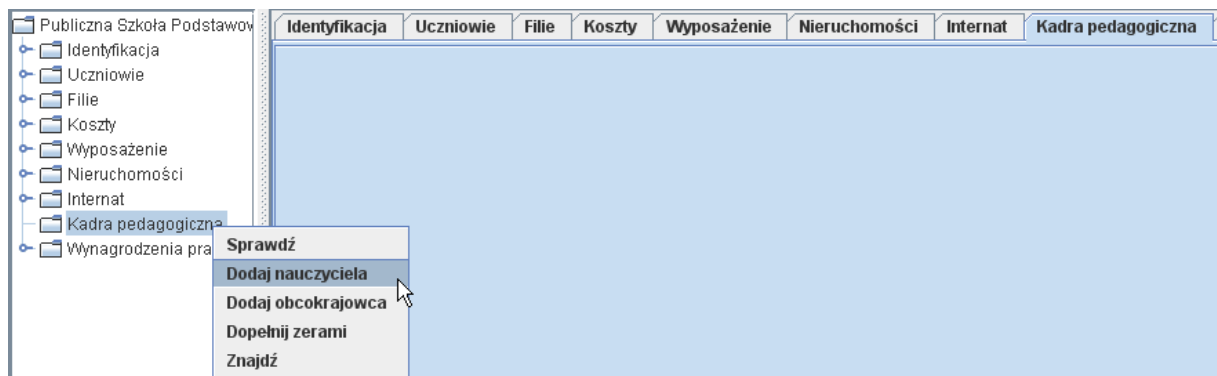 Publiczna Szkoła Podstawow
Identyfikacja
Uczniowie
Filie
Koszty
Wyposażenie
Nieruchomości
Internat
Kadra pedagogiczna
Wynagrodzenia pra
Identyfikacja Uczniowie Filie Koszty Wyposażenie Nieruchomości Internat Kadra pedagogiczna
Sprawdź
Dodaj nauczyciela
Dodaj obcokrajowca
Dopełnij zerami
Znajdź